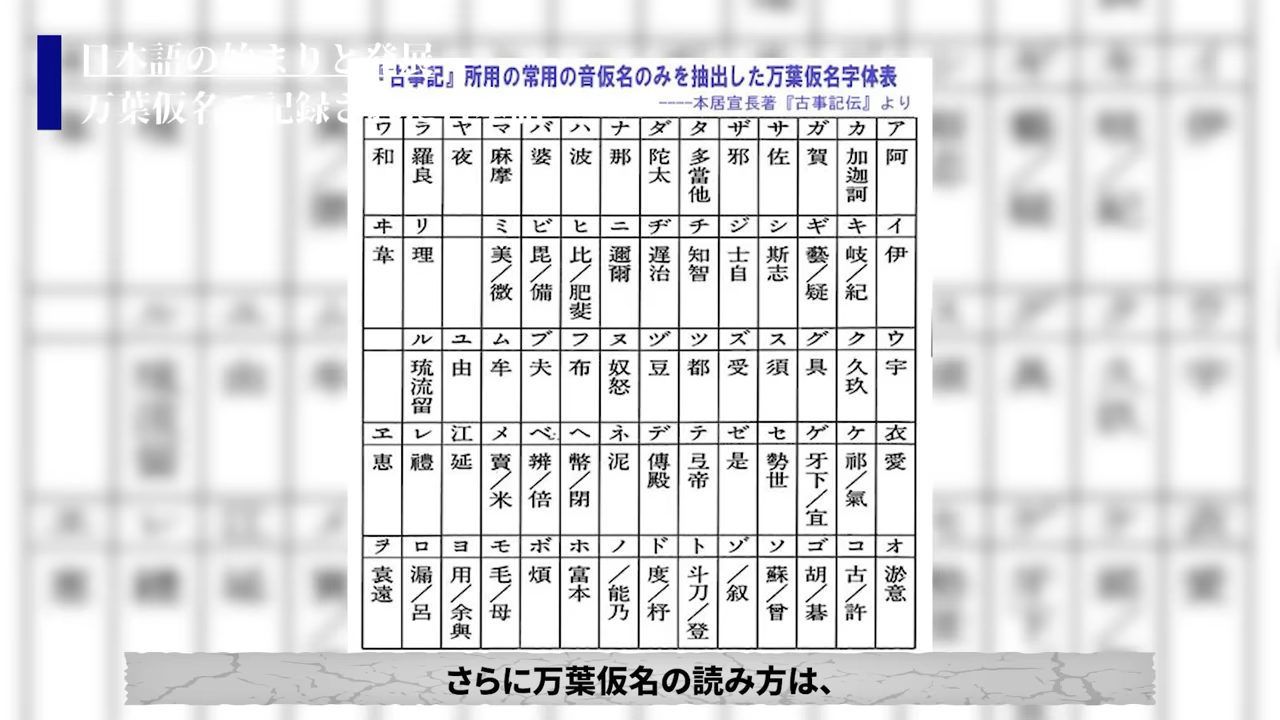 日本語の始まりと発展
『古事記』所用の常用の音仮名のみを抽出した万葉仮名字体表
----本居宣長著『古事記伝』より
ワ ラ ヤ マ バ ハ ナ ダ タ ザ サ ガ カ ア
和 羅良 夜 麻摩 婆 波 那 陀太 多當他 邪 佐 賀 加迦訶 阿
ヰ リ ミ ビ ヒ ニ ヂ チ ジ シ ギ キ イ
韋 理 美/微 毘/備 比/肥斐 邇爾 遅治 知智 士自 斯志 藝/疑 岐/紀 伊
ル ユ ム ブ フ ヌ ヅ ツ ズ ス グ ク ウ
琉流留 由 牟 夫 布 奴怒 豆 都 受 須 具 久玖 宇
ヱ レ 江 メ ベ ヘ ネ デ テ ゼ セ ゲ ケ 衣
恵 禮 延 賣/米 辨/倍 幣/閉 泥 傳殿 弖帝 是 勢世 牙下/宜 祁/氣 愛
ヲ ロ ヨ モ ボ ホ ノ ド ト ゾ ソ ゴ コ オ
袁遠 漏/呂 用/余與 毛/母 煩 富本 /能乃 度/杼 斗刀/登 /叙 蘇/曾 胡/碁 古/許 淤意
さらに万葉仮名の読み方は、